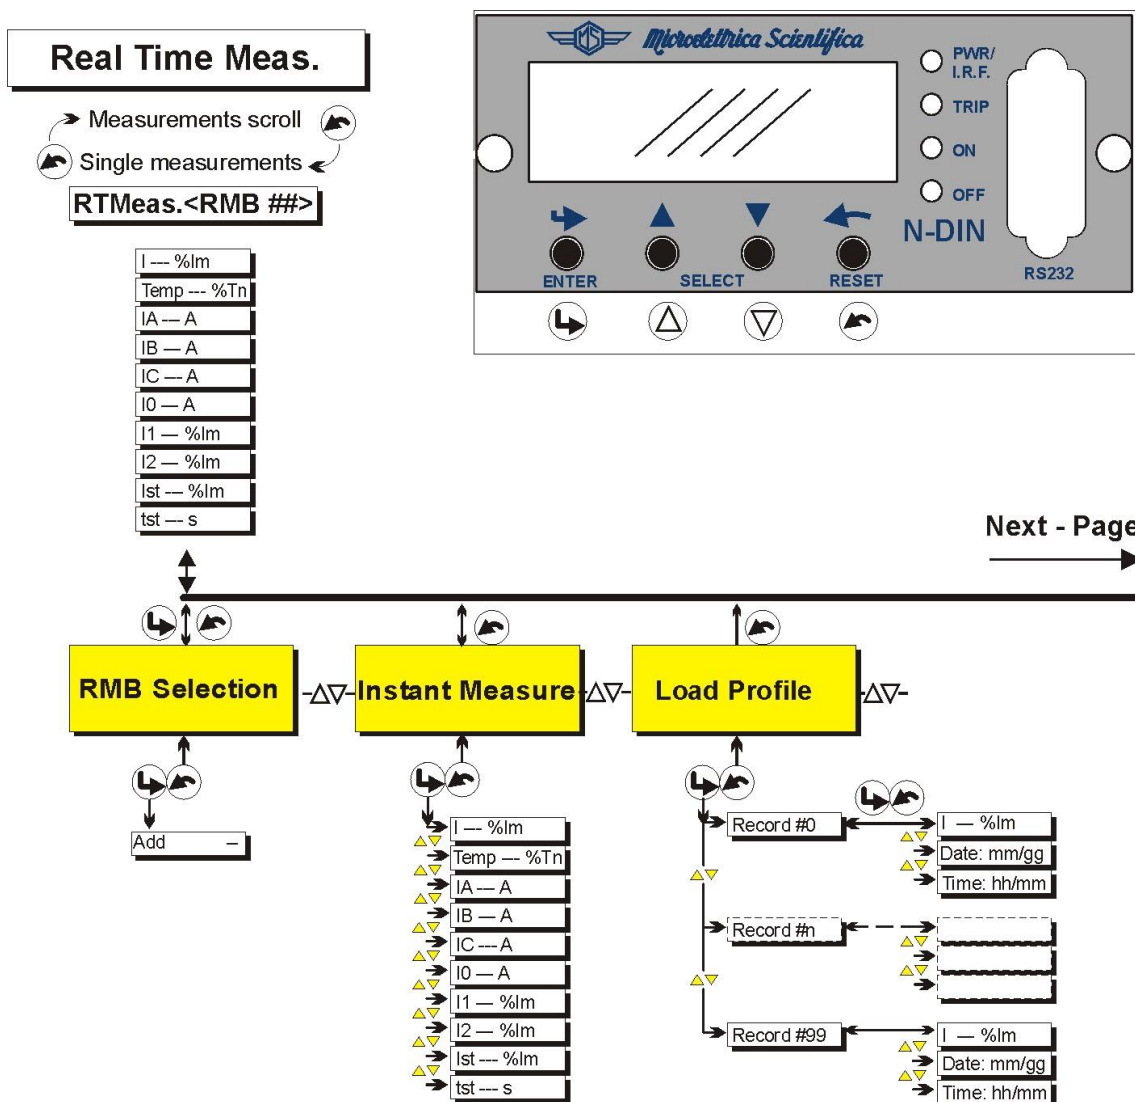 Real Time Meas.
Measurements scroll
Single measurements
RTMeas.<RMB ##>
I --- %Im
Temp --- %Tn
IA --- A
IB --- A
IC --- A
I0 --- A
I1 --- %Im
I2 --- %Im
Ist --- %Im
tst --- s
MS
Microelettrica Scientifica
PWR/
I.R.F.
TRIP
ON
OFF
N-DIN
ENTER
SELECT
RESET
RS232
Next - Page
RMB Selection
Instant Measure
Load Profile
Add –
I --- %Im
Temp --- %Tn
IA --- A
IB --- A
IC --- A
I0 --- A
I1 --- %Im
I2 --- %Im
Ist --- %Im
tst --- s
Record #0
I --- %Im
Date: mm/gg
Time: hh/mm
Record #n
Record #99
I --- %Im
Date: mm/gg
Time: hh/mm